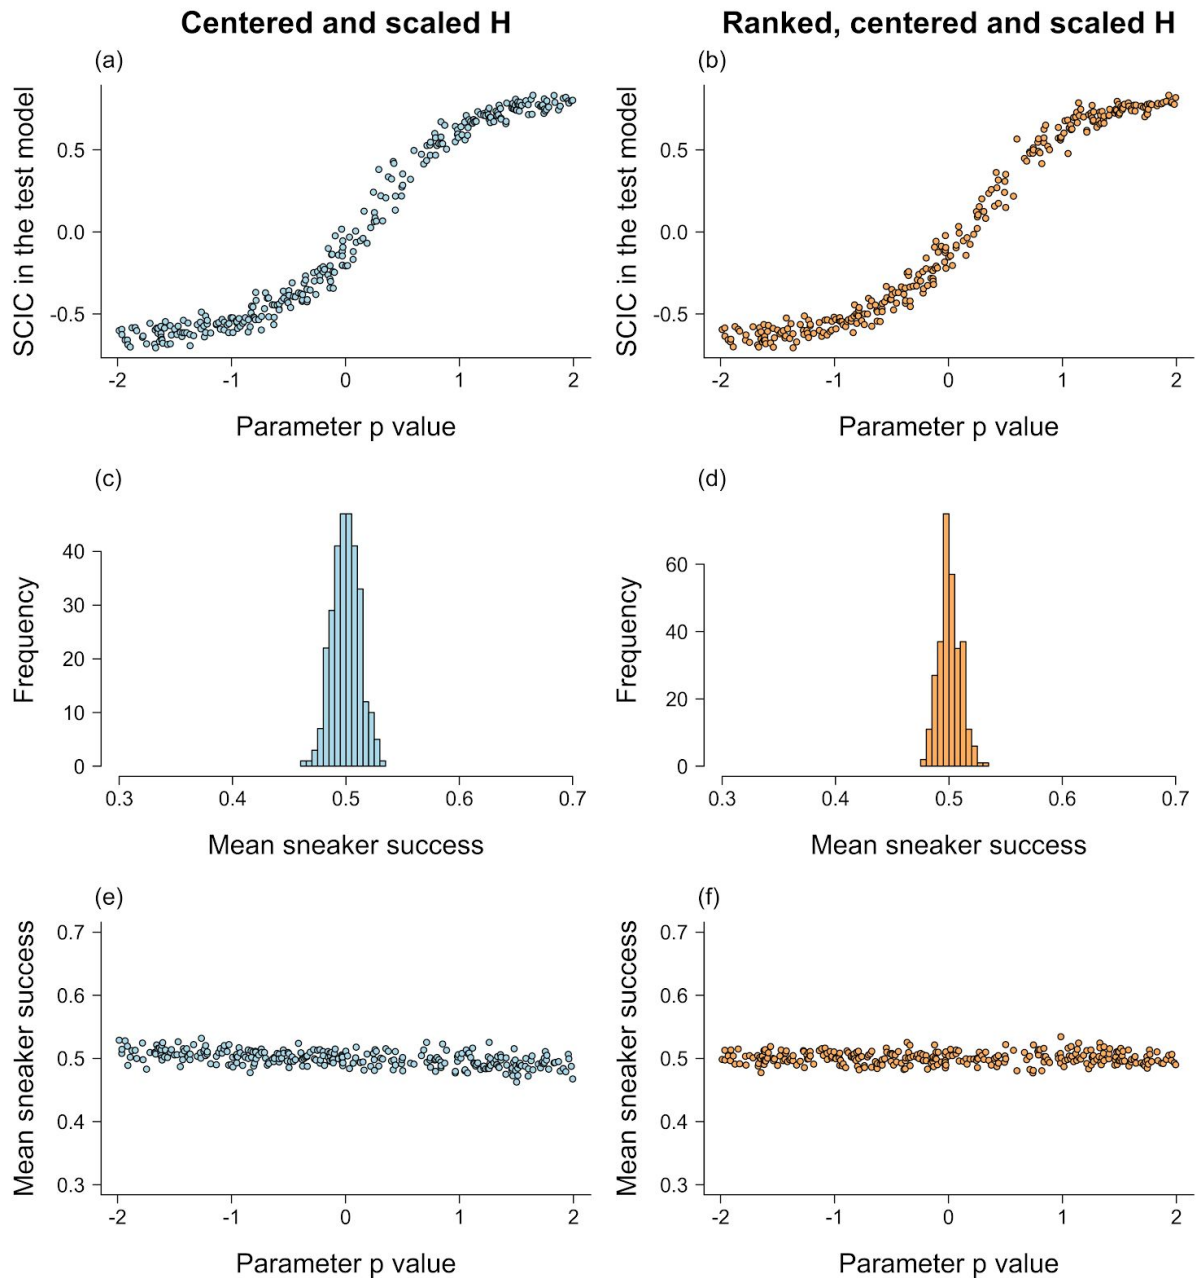 Centered and scaled H
Ranked, centered and scaled H
(a)
SCIC in the test model
0.5
0.0
-0.5
-2 -1 0 1 2
Parameter p value
(b)
SCIC in the test model
0.5
0.0
-0.5
-2 -1 0 1 2
Parameter p value
(c)
Frequency
40
30
20
10
0
0.3 0.4 0.5 0.6 0.7
Mean sneaker success
(d)
Frequency
60
40
20
0
0.3 0.4 0.5 0.6 0.7
Mean sneaker success
(e)
Mean sneaker success
0.7
0.6
0.5
0.4
0.3
-2 -1 0 1 2
Parameter p value
(f)
Mean sneaker success
0.7
0.6
0.5
0.4
0.3
-2 -1 0 1 2
Parameter p value